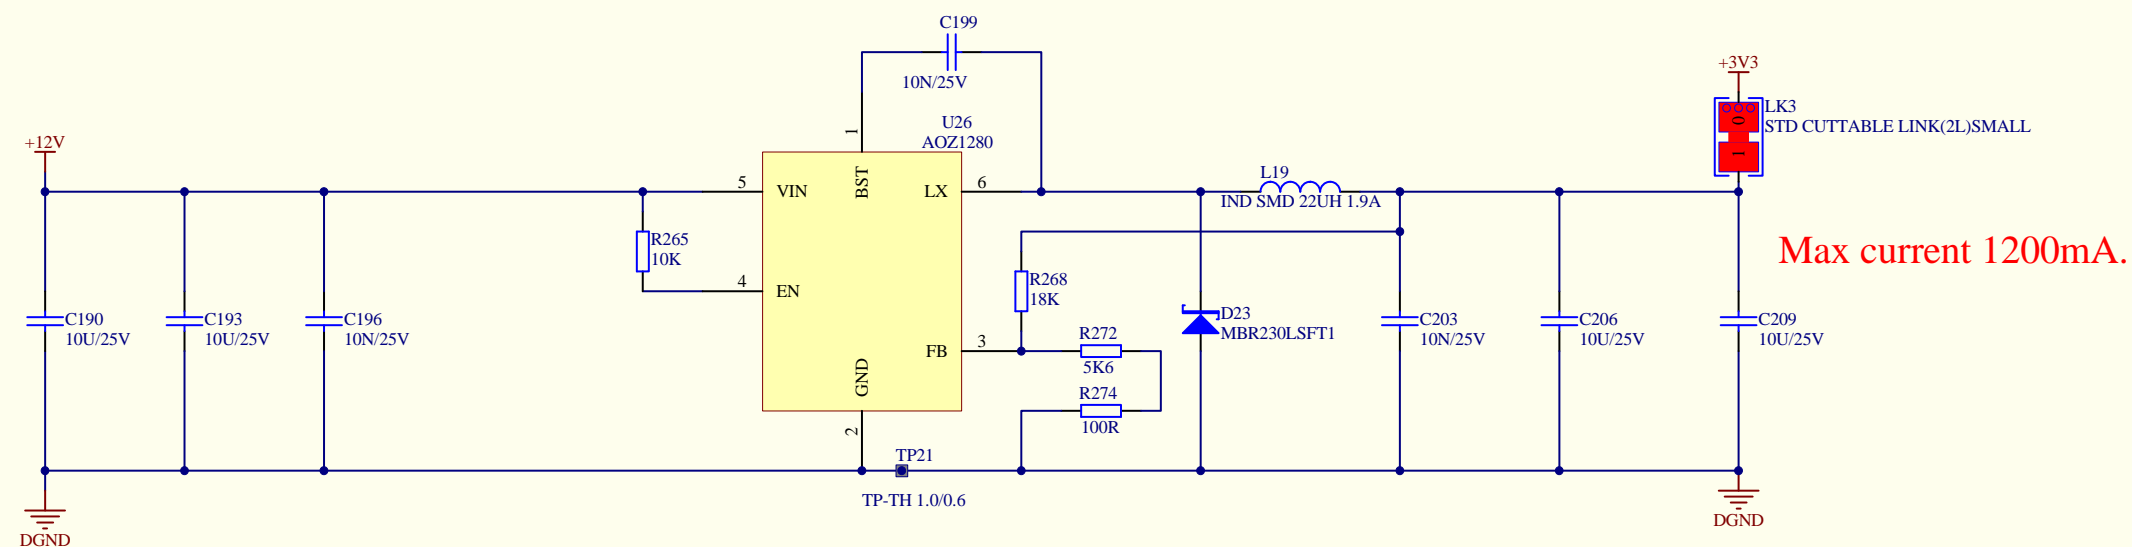 C199
10N/25V
+3V3
LK3
STD CUTTABLE LINK(2L)SMALL
0
1
U26
AOZ1280
+12V
1
BST
5
VIN
LX
6
L19
IND SMD 22UH 1.9A
R265
10K
4
EN
Max current 1200mA.
R268
18K
C190
10U/25V
C193
10U/25V
C196
10N/25V
D23
MBR230LSFT1
C203
10N/25V
C206
10U/25V
C209
10U/25V
FB
3
R272
5K6
GND
2
R274
100R
TP21
TP-TH 1.0/0.6
DGND
DGND